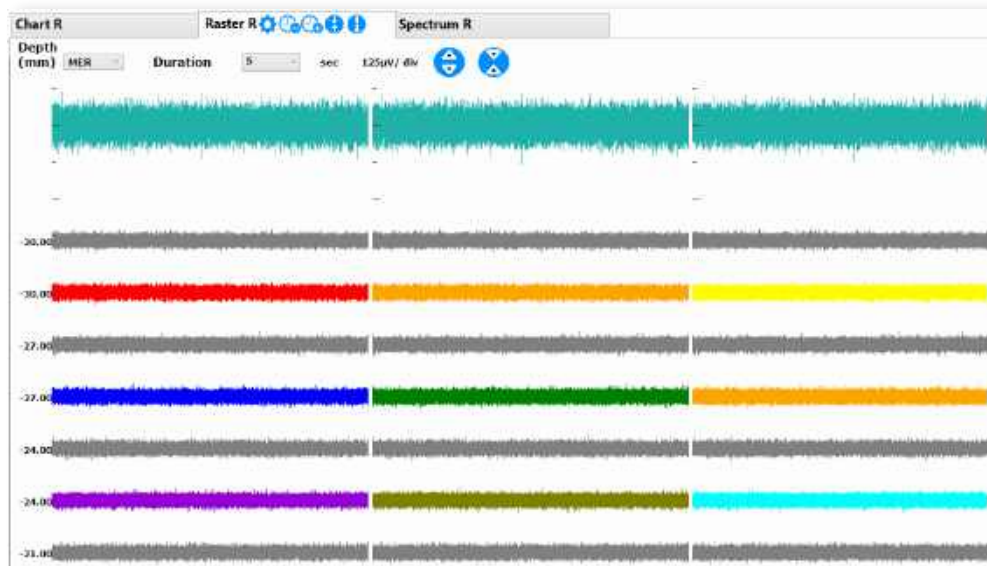 Chart R Raster R Spectrum R
Depth
(mm) MER Duration 5 sec 125µV/ div
-30.00
-30.00
-27.00
-27.00
-24.00
-24.00
-21.00